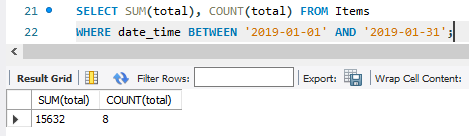 21 SELECT SUM(total), COUNT(total) FROM Items
22 WHERE date_time BETWEEN '2019-01-01' AND '2019-01-31';
Result Grid Filter Rows: Export: Wrap Cell Content:
SUM(total) COUNT(total)
15632 8